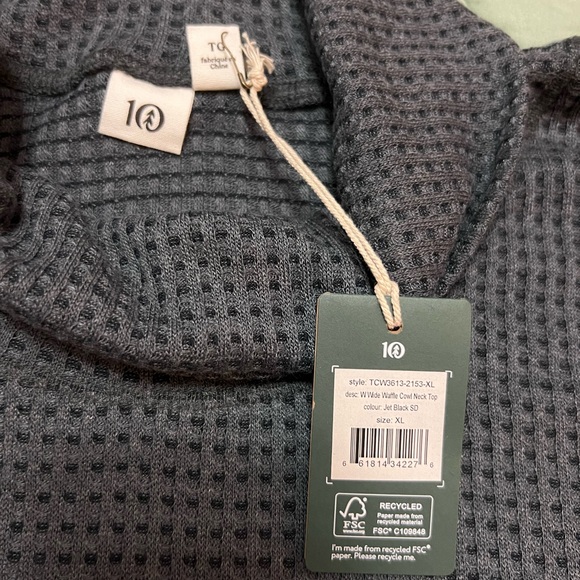 10
fabriqué
Chine
10
style: TCW3613-2153-XL
desc: W Wide Waffle Cowl Neck Top
colour: Jet Black SD
size: XL
6 61814 34227 6
FSC
RECYCLED
Paper made from
recycled material
FSC® C109848
I'm made from recycled FSC®
paper. Please recycle me.